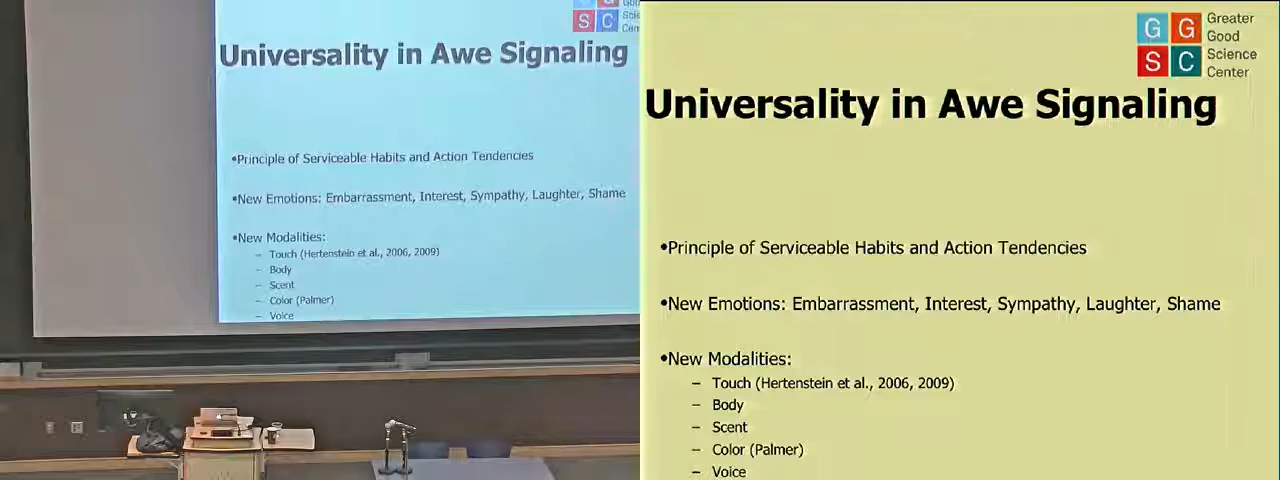 Goo
S C Scie
Cen
Universality in Awe Signaling
•Principle of Serviceable Habits and Action Tendencies
•New Emotions: Embarrassment, Interest, Sympathy, Laughter, Shame
•New Modalities:
– Touch (Hertenstein et al., 2006, 2009)
– Body
– Scent
– Color (Palmer)
– Voice
G G Greater
Good
S C Science
Center
Universality in Awe Signaling
•Principle of Serviceable Habits and Action Tendencies
•New Emotions: Embarrassment, Interest, Sympathy, Laughter, Shame
•New Modalities:
– Touch (Hertenstein et al., 2006, 2009)
– Body
– Scent
– Color (Palmer)
– Voice